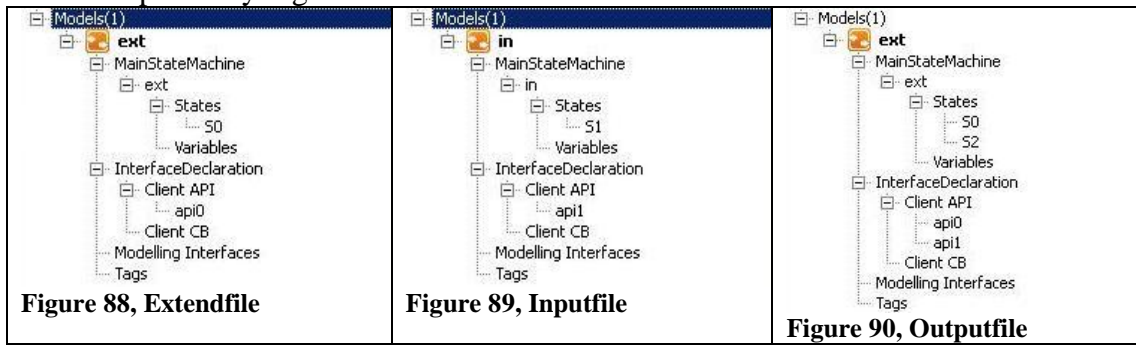 Models(1)
ext
MainStateMachine
ext
States
S0
Variables
InterfaceDeclaration
Client API
api0
Client CB
Modelling Interfaces
Tags
Figure 88, Extendfile
Models(1)
in
MainStateMachine
in
States
S1
Variables
InterfaceDeclaration
Client API
api1
Client CB
Modelling Interfaces
Tags
Figure 89, Inputfile
Models(1)
ext
MainStateMachine
ext
States
S0
S2
Variables
InterfaceDeclaration
Client API
api0
api1
Client CB
Modelling Interfaces
Tags
Figure 90, Outputfile